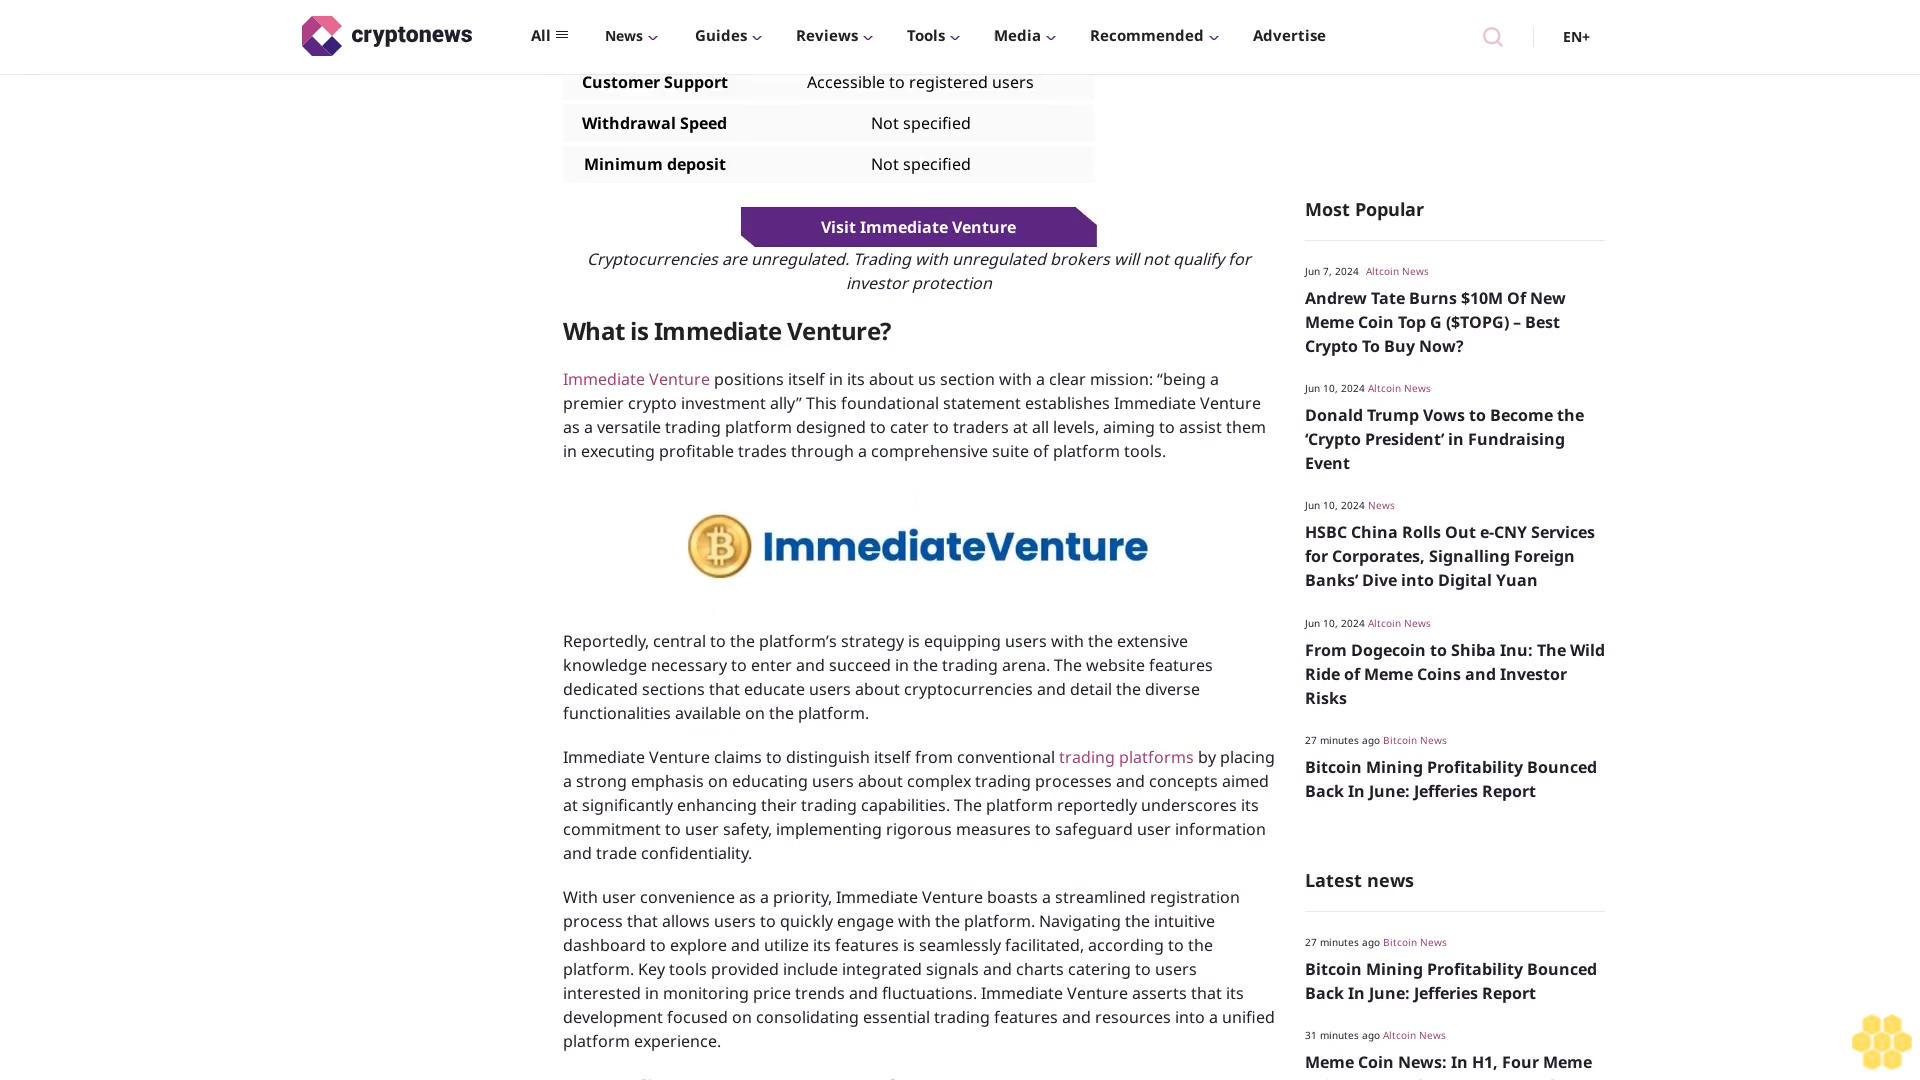 cryptonews
All News Guides Reviews Tools Media Recommended Advertise EN+
Customer Support Accessible to registered users
Withdrawal Speed Not specified
Minimum deposit Not specified
Visit Immediate Venture
Cryptocurrencies are unregulated. Trading with unregulated brokers will not qualify for
investor protection
What is Immediate Venture?
Immediate Venture positions itself in its about us section with a clear mission: “being a
premier crypto investment ally” This foundational statement establishes Immediate Venture
as a versatile trading platform designed to cater to traders at all levels, aiming to assist them
in executing profitable trades through a comprehensive suite of platform tools.
ImmediateVenture
Reportedly, central to the platform’s strategy is equipping users with the extensive
knowledge necessary to enter and succeed in the trading arena. The website features
dedicated sections that educate users about cryptocurrencies and detail the diverse
functionalities available on the platform.
Immediate Venture claims to distinguish itself from conventional trading platforms by placing
a strong emphasis on educating users about complex trading processes and concepts aimed
at significantly enhancing their trading capabilities. The platform reportedly underscores its
commitment to user safety, implementing rigorous measures to safeguard user information
and trade confidentiality.
With user convenience as a priority, Immediate Venture boasts a streamlined registration
process that allows users to quickly engage with the platform. Navigating the intuitive
dashboard to explore and utilize its features is seamlessly facilitated, according to the
platform. Key tools provided include integrated signals and charts catering to users
interested in monitoring price trends and fluctuations. Immediate Venture asserts that its
development focused on consolidating essential trading features and resources into a unified
platform experience.
Most Popular
Jun 7, 2024 Altcoin News
Andrew Tate Burns $10M Of New
Meme Coin Top G ($TOPG) – Best
Crypto To Buy Now?
Jun 10, 2024 Altcoin News
Donald Trump Vows to Become the
‘Crypto President’ in Fundraising
Event
Jun 10, 2024 News
HSBC China Rolls Out e-CNY Services
for Corporates, Signalling Foreign
Banks’ Dive into Digital Yuan
Jun 10, 2024 Altcoin News
From Dogecoin to Shiba Inu: The Wild
Ride of Meme Coins and Investor
Risks
27 minutes ago Bitcoin News
Bitcoin Mining Profitability Bounced
Back In June: Jefferies Report
Latest news
27 minutes ago Bitcoin News
Bitcoin Mining Profitability Bounced
Back In June: Jefferies Report
31 minutes ago Altcoin News
Meme Coin News: In H1, Four Meme